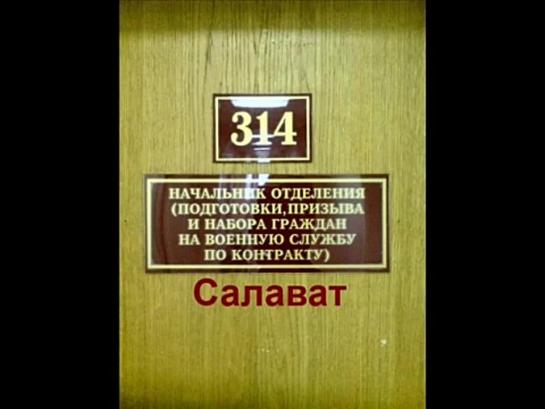 314
НАЧАЛЬНИК ОТДЕЛЕНИЯ
(ПОДГОТОВКИ, ПРИЗЫВА
И НАБОРА ГРАЖДАН
НА ВОЕННУЮ СЛУЖБУ
ПО КОНТРАКТУ)
Салават